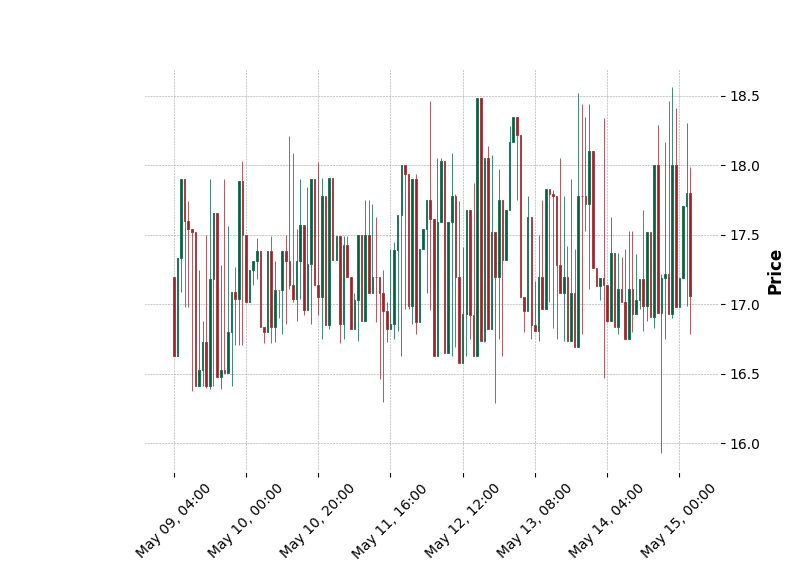 18.5
18.0
17.5
17.0
16.5
16.0
Price
May 09, 04:00
May 10, 00:00
May 10, 20:00
May 11, 16:00
May 12, 12:00
May 13, 08:00
May 14, 04:00
May 15, 00:00